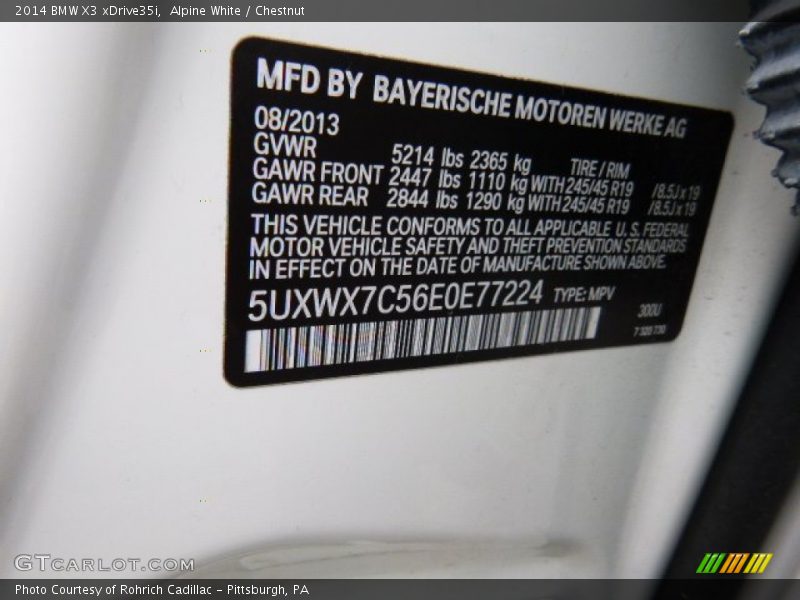 2014 BMW X3 xDrive35i,  Alpine White / Chestnut
MFD BY BAYERISCHE MOTOREN WERKE AG
08/2013
GVWR 5214 lbs 2365 kg TIRE / RIM
GAWR FRONT 2447 lbs 1110 kg WITH 245/45 R19 /8.5J x 19
GAWR REAR 2844 lbs 1290 kg WITH 245/45 R19 /8.5J x 19
THIS VEHICLE CONFORMS TO ALL APPLICABLE U. S. FEDERAL
MOTOR VEHICLE SAFETY AND THEFT PREVENTION STANDARDS
IN EFFECT ON THE DATE OF MANUFACTURE SHOWN ABOVE.
5UXWX7C56E0E77224 TYPE: MPV
300U
7 320 730
GTCARLOT.COM
Photo Courtesy of Rohrich Cadillac - Pittsburgh, PA